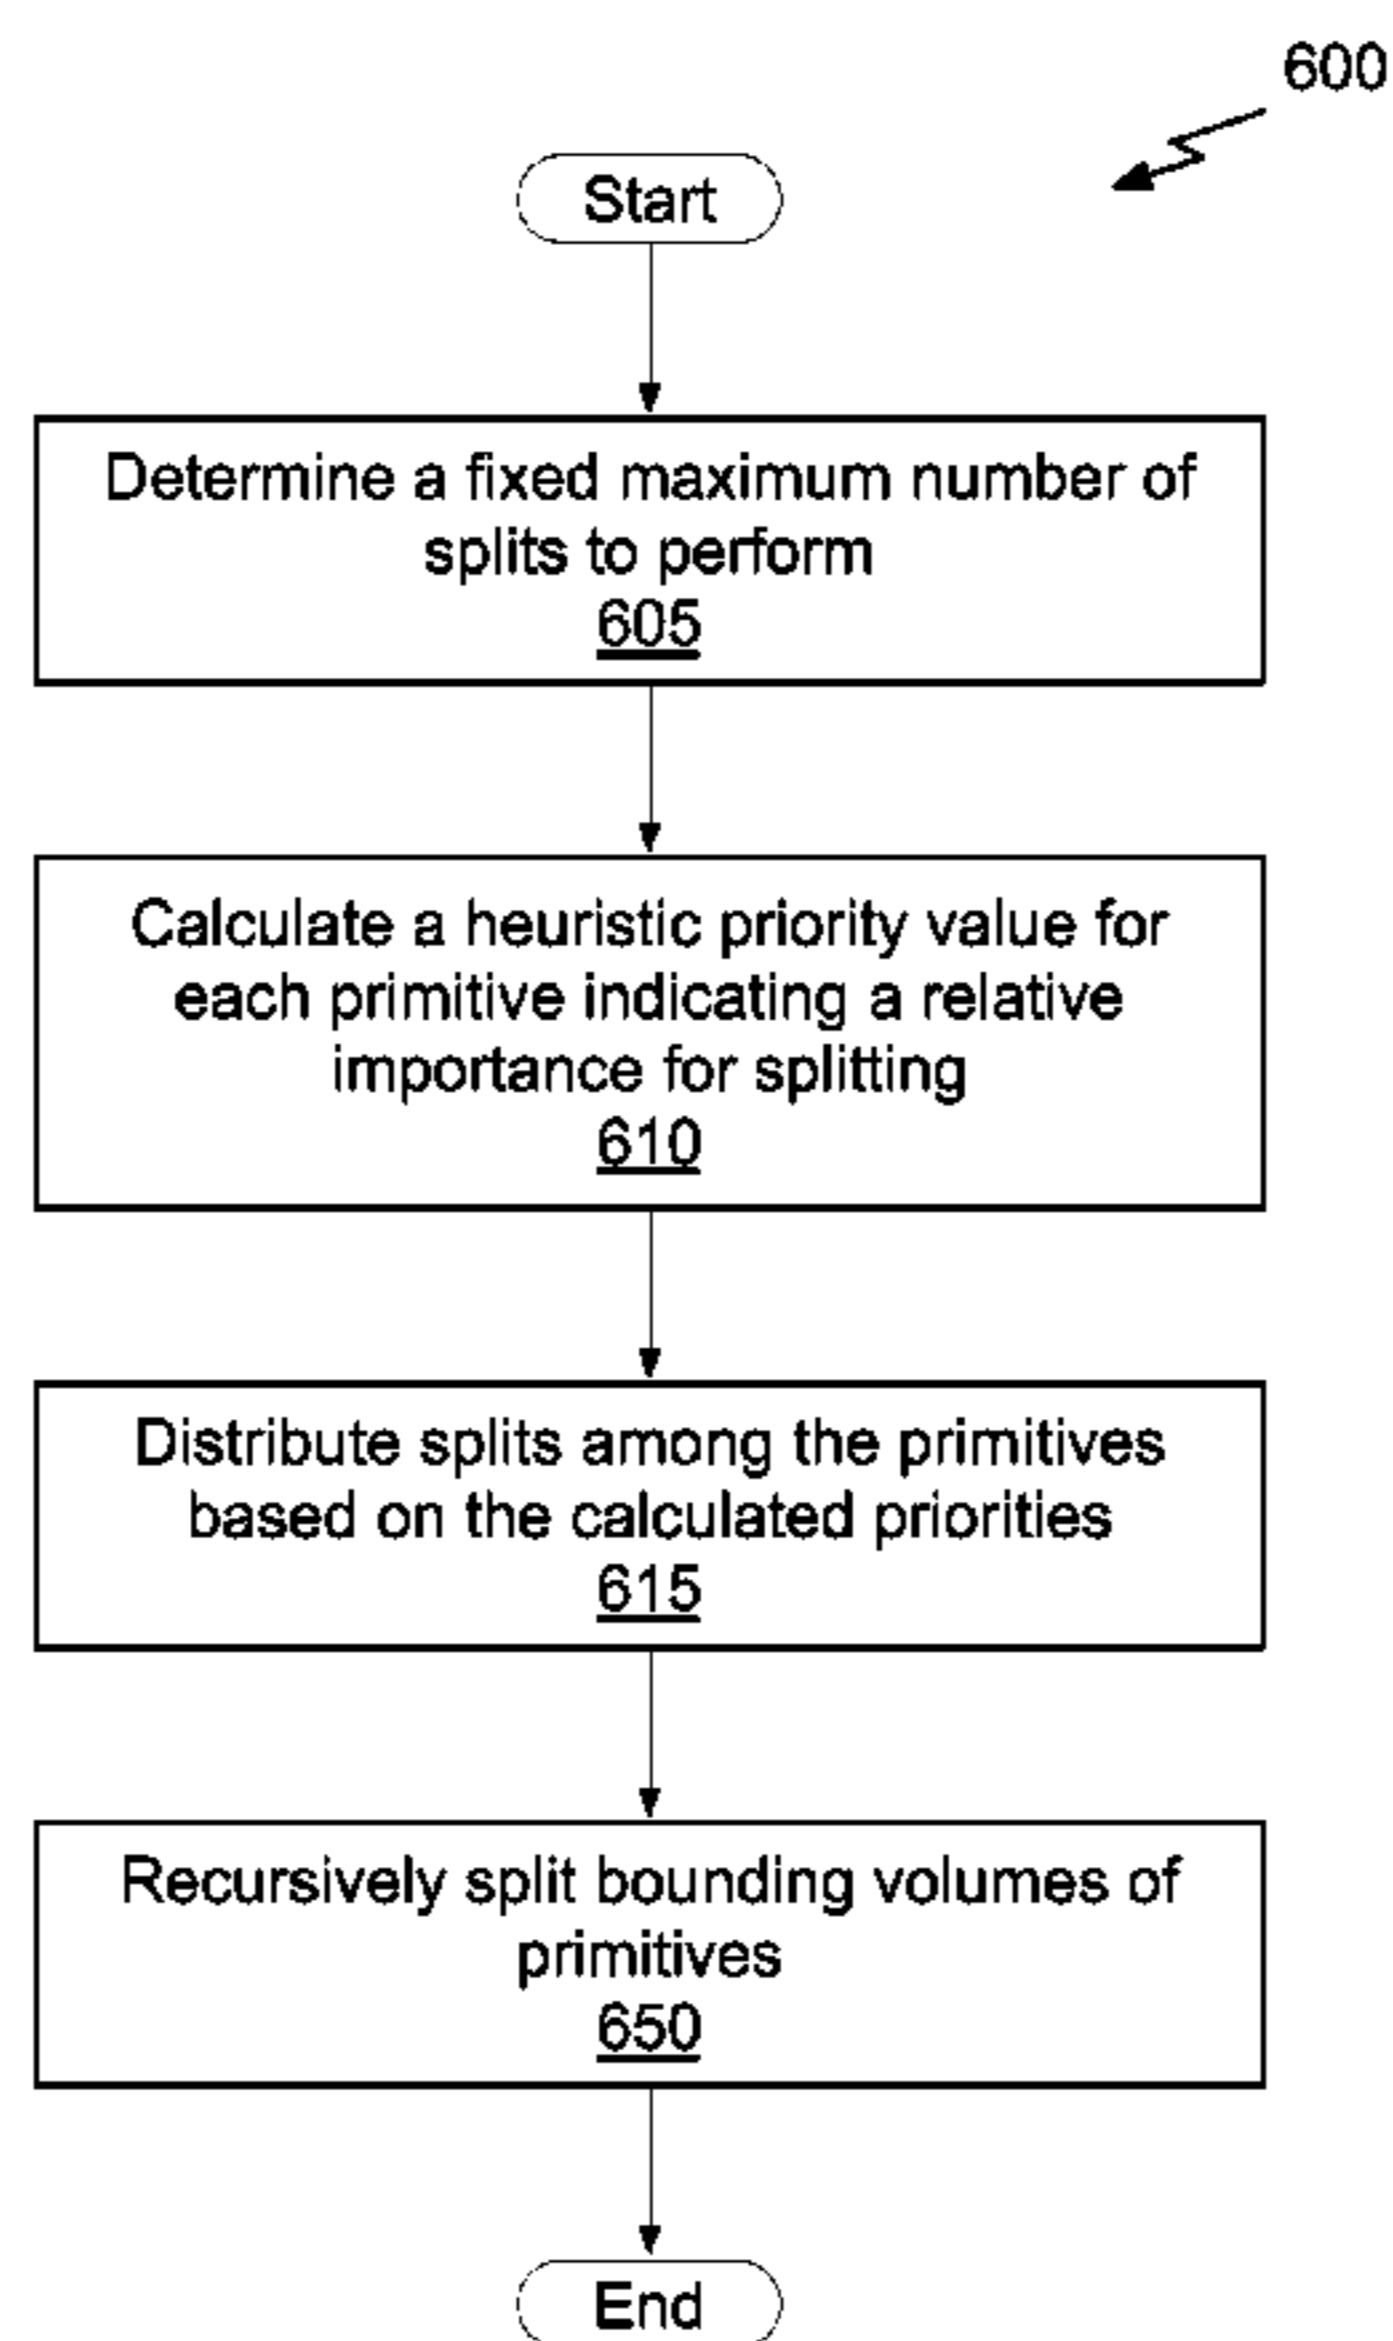 600
Start
Determine a fixed maximum number of
splits to perform
605
Calculate a heuristic priority value for
each primitive indicating a relative
importance for splitting
610
Distribute splits among the primitives
based on the calculated priorities
615
Recursively split bounding volumes of
primitives
650
End